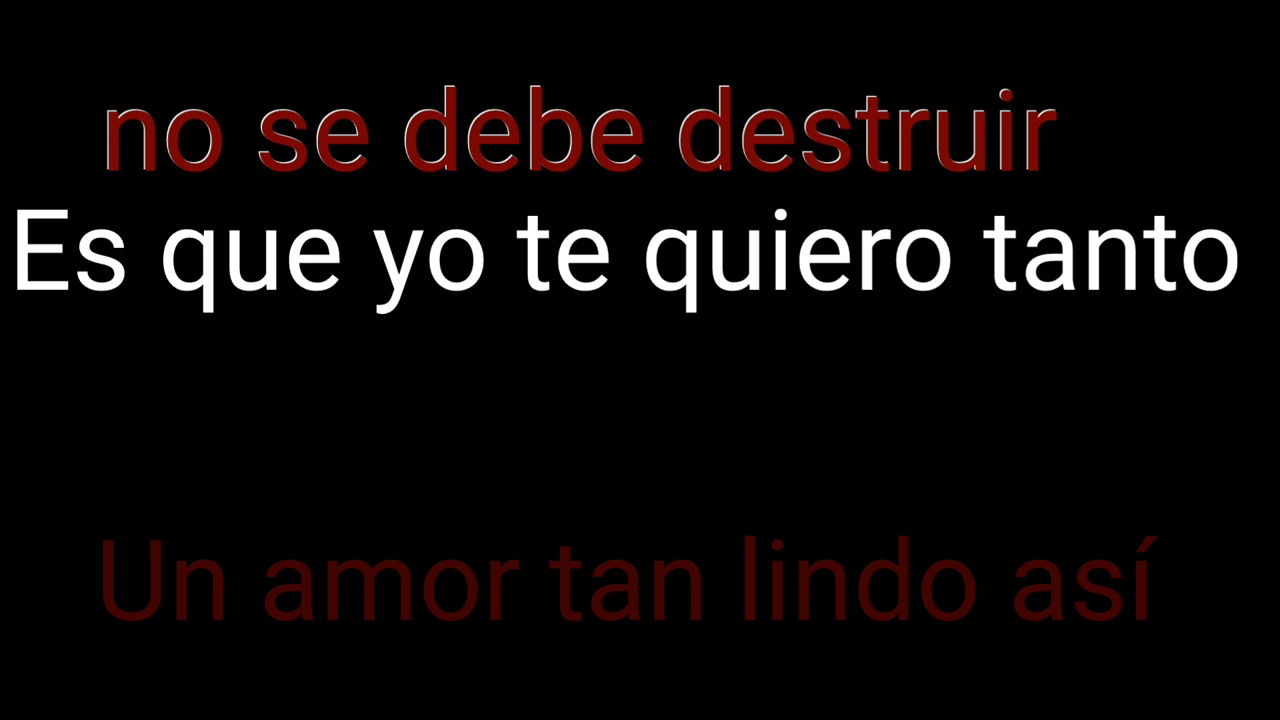 no se debe destruir
Es que yo te quiero tanto
Un amor tan lindo así